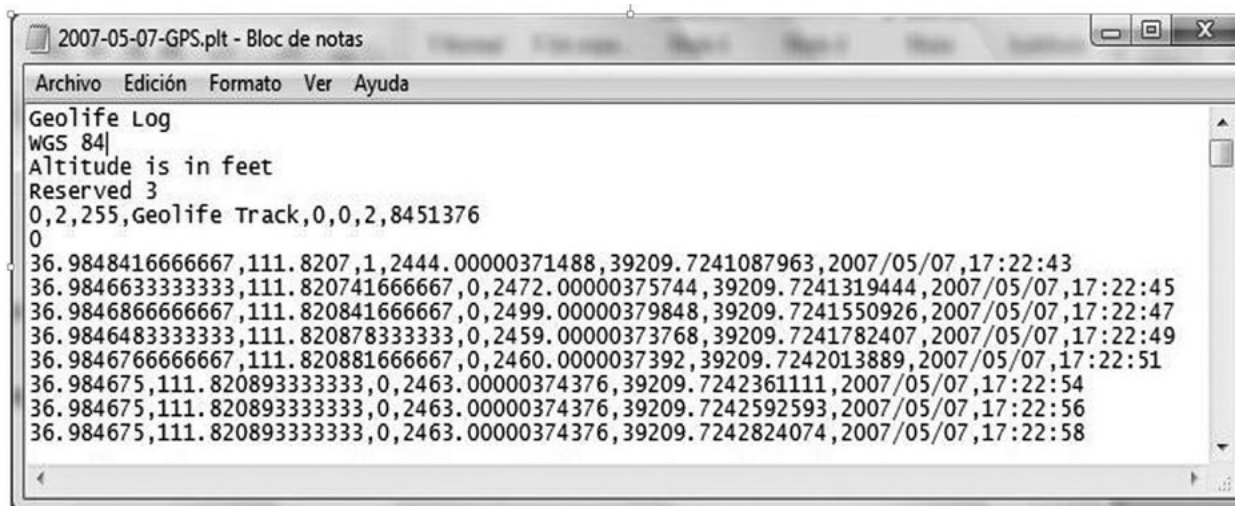 2007-05-07-GPS.plt - Bloc de notas
Archivo Edición Formato Ver Ayuda
Geolife Log
WGS 84
Altitude is in feet
Reserved 3
0,2,255,Geolife Track,0,0,2,8451376
0
36.9848416666667,111.8207,1,2444.00000371488,39209.7241087963,2007/05/07,17:22:43
36.9846633333333,111.820741666667,0,2472.00000375744,39209.7241319444,2007/05/07,17:22:45
36.9846866666667,111.820841666667,0,2499.00000379848,39209.7241550926,2007/05/07,17:22:47
36.9846483333333,111.820878333333,0,2459.00000373768,39209.7241782407,2007/05/07,17:22:49
36.9846766666667,111.820881666667,0,2460.0000037392,39209.7242013889,2007/05/07,17:22:51
36.984675,111.820893333333,0,2463.00000374376,39209.7242361111,2007/05/07,17:22:54
36.984675,111.820893333333,0,2463.00000374376,39209.7242592593,2007/05/07,17:22:56
36.984675,111.820893333333,0,2463.00000374376,39209.7242824074,2007/05/07,17:22:58